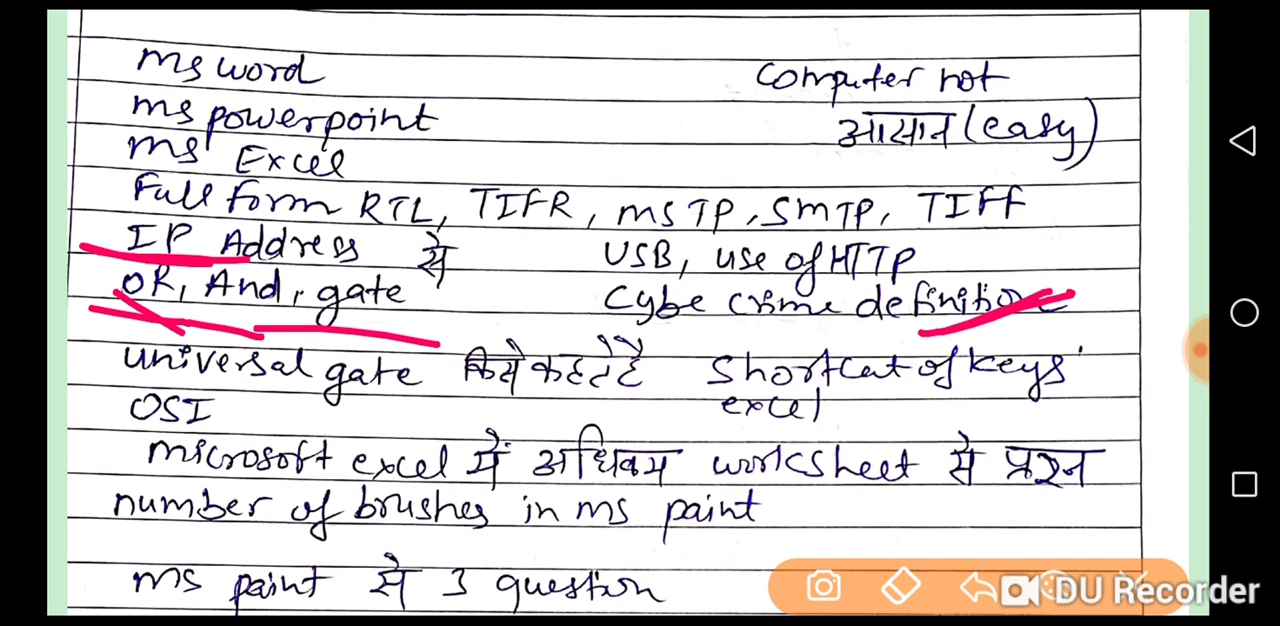 ms word
computer not
ms powerpoint
आसान (easy)
ms Excel
Full form RTL, TIFR, MSTP, SMTP, TIFF
IP Address से
USB, use of HTTP
OR, And, gate
Cybe crime definition
universal gate किसे कहते हैं
Shortcut of keys
excel
OSI
microsoft excel में अधिकतम worksheet से प्रश्न
number of brushes in ms paint
ms paint से 3 question
DU Recorder